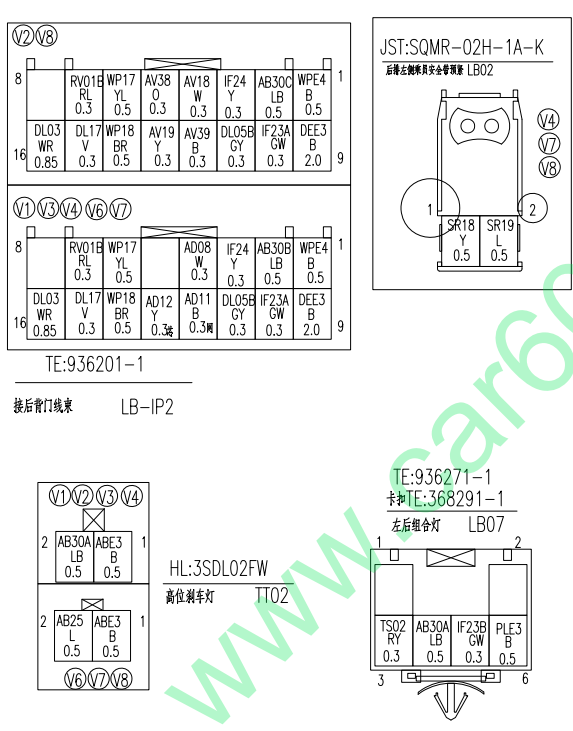 V2 V8
8 RV01B WP17 AV38 AV18 IF24 AB30C WPE4 1
RL YL O W Y LB B
0.3 0.5 0.3 0.3 0.3 0.5 0.5
DL03 DL17 WP18 AV19 AV39 DL05B IF23A DEE3
WR V BR Y B GY GW B
16 0.85 0.3 0.5 0.3 0.3 0.3 0.3 2.0 9
V1 V3 V4 V6 V7
8 RV01B WP17 AD08 IF24 AB30B WPE4 1
RL YL W Y LB B
0.3 0.5 0.3 0.3 0.5 0.5
DL03 DL17 WP18 AD12 AD11 DL05B IF23A DEE3
WR V BR Y B GY GW B
16 0.85 0.3 0.5 0.3 0.3 0.3 0.3 2.0 9
TE:936201-1
接后背门线束 LB-IP2
JST:SQMR-02H-1A-K
后排左侧乘员安全带预紧 LB02
V4
V7
V8
1 2
SR18 SR19
Y L
0.5 0.5
V1 V2 V3 V4
2 AB30A ABE3 1
LB B
0.5 0.5
2 AB25 ABE3 1
L B
0.5 0.5
V6 V7 V8
HL:3SDL02FW
高位刹车灯 TT02
TE:936271-1
卡扣TE:368291-1
左后组合灯 LB07
1 2
TS02 AB30A IF23B PLE3
RY LB GW B
0.3 0.5 0.3 0.5
3 6
www.car60